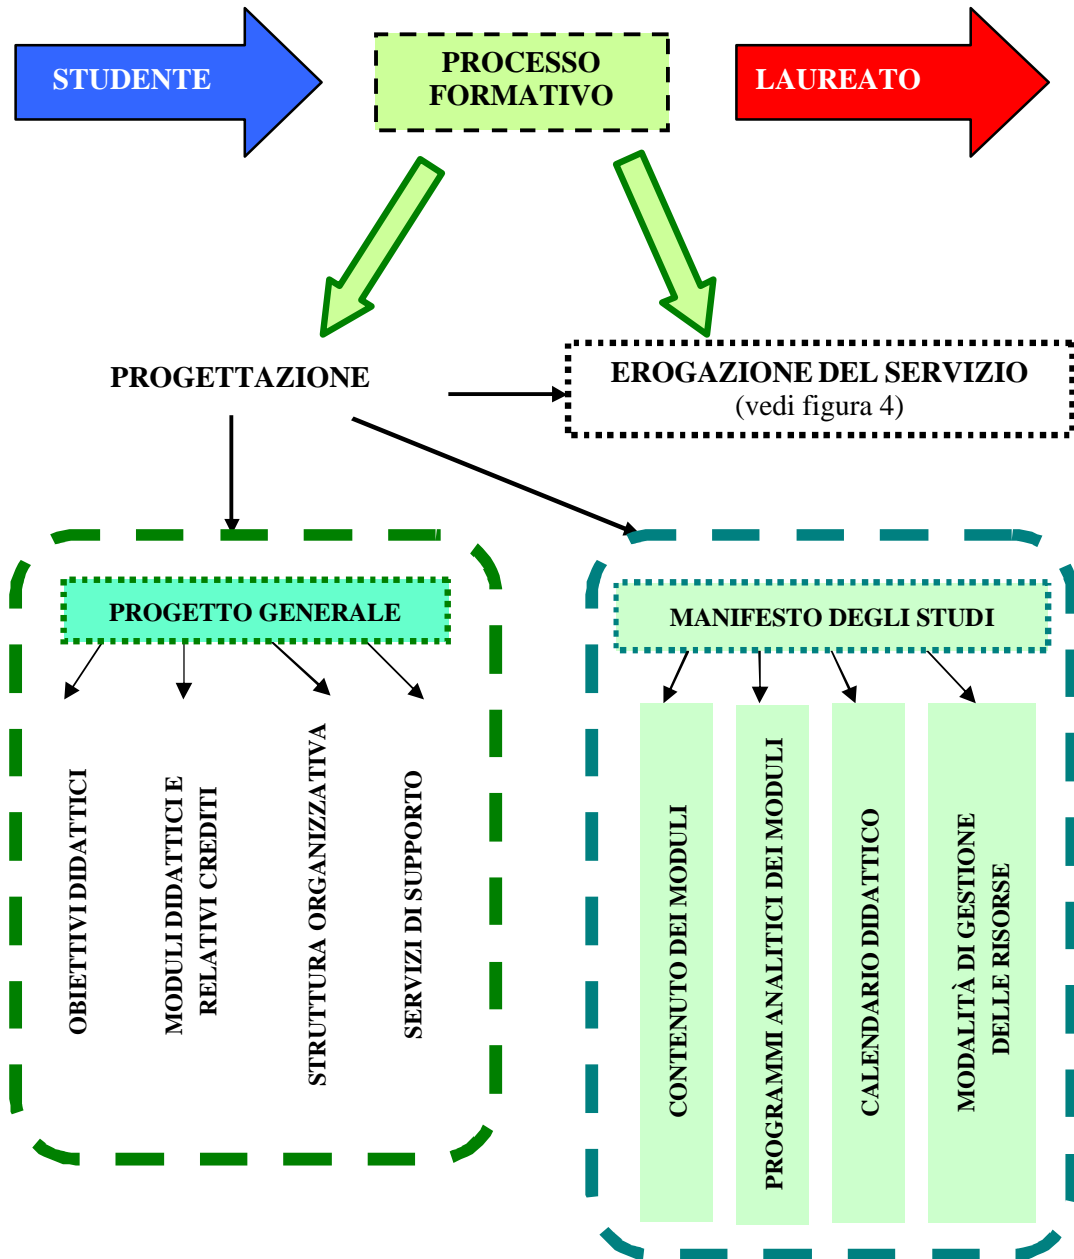 STUDENTE
PROCESSO
FORMATIVO
LAUREATO
PROGETTAZIONE
EROGAZIONE DEL SERVIZIO
(vedi figura 4)
PROGETTO GENERALE
OBIETTIVI DIDATTICI
MODULI DIDATTICI E
RELATIVI CREDITI
STRUTTURA ORGANIZZATIVA
SERVIZI DI SUPPORTO
MANIFESTO DEGLI STUDI
CONTENUTO DEI MODULI
PROGRAMMI ANALITICI DEI MODULI
CALENDARIO DIDATTICO
MODALITÀ DI GESTIONE
DELLE RISORSE